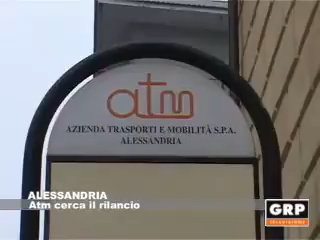 atm
AZIENDA TRASPORTI E MOBILITÀ S.P.A.
ALESSANDRIA
ALESSANDRIA
Atm cerca il rilancio
GRP